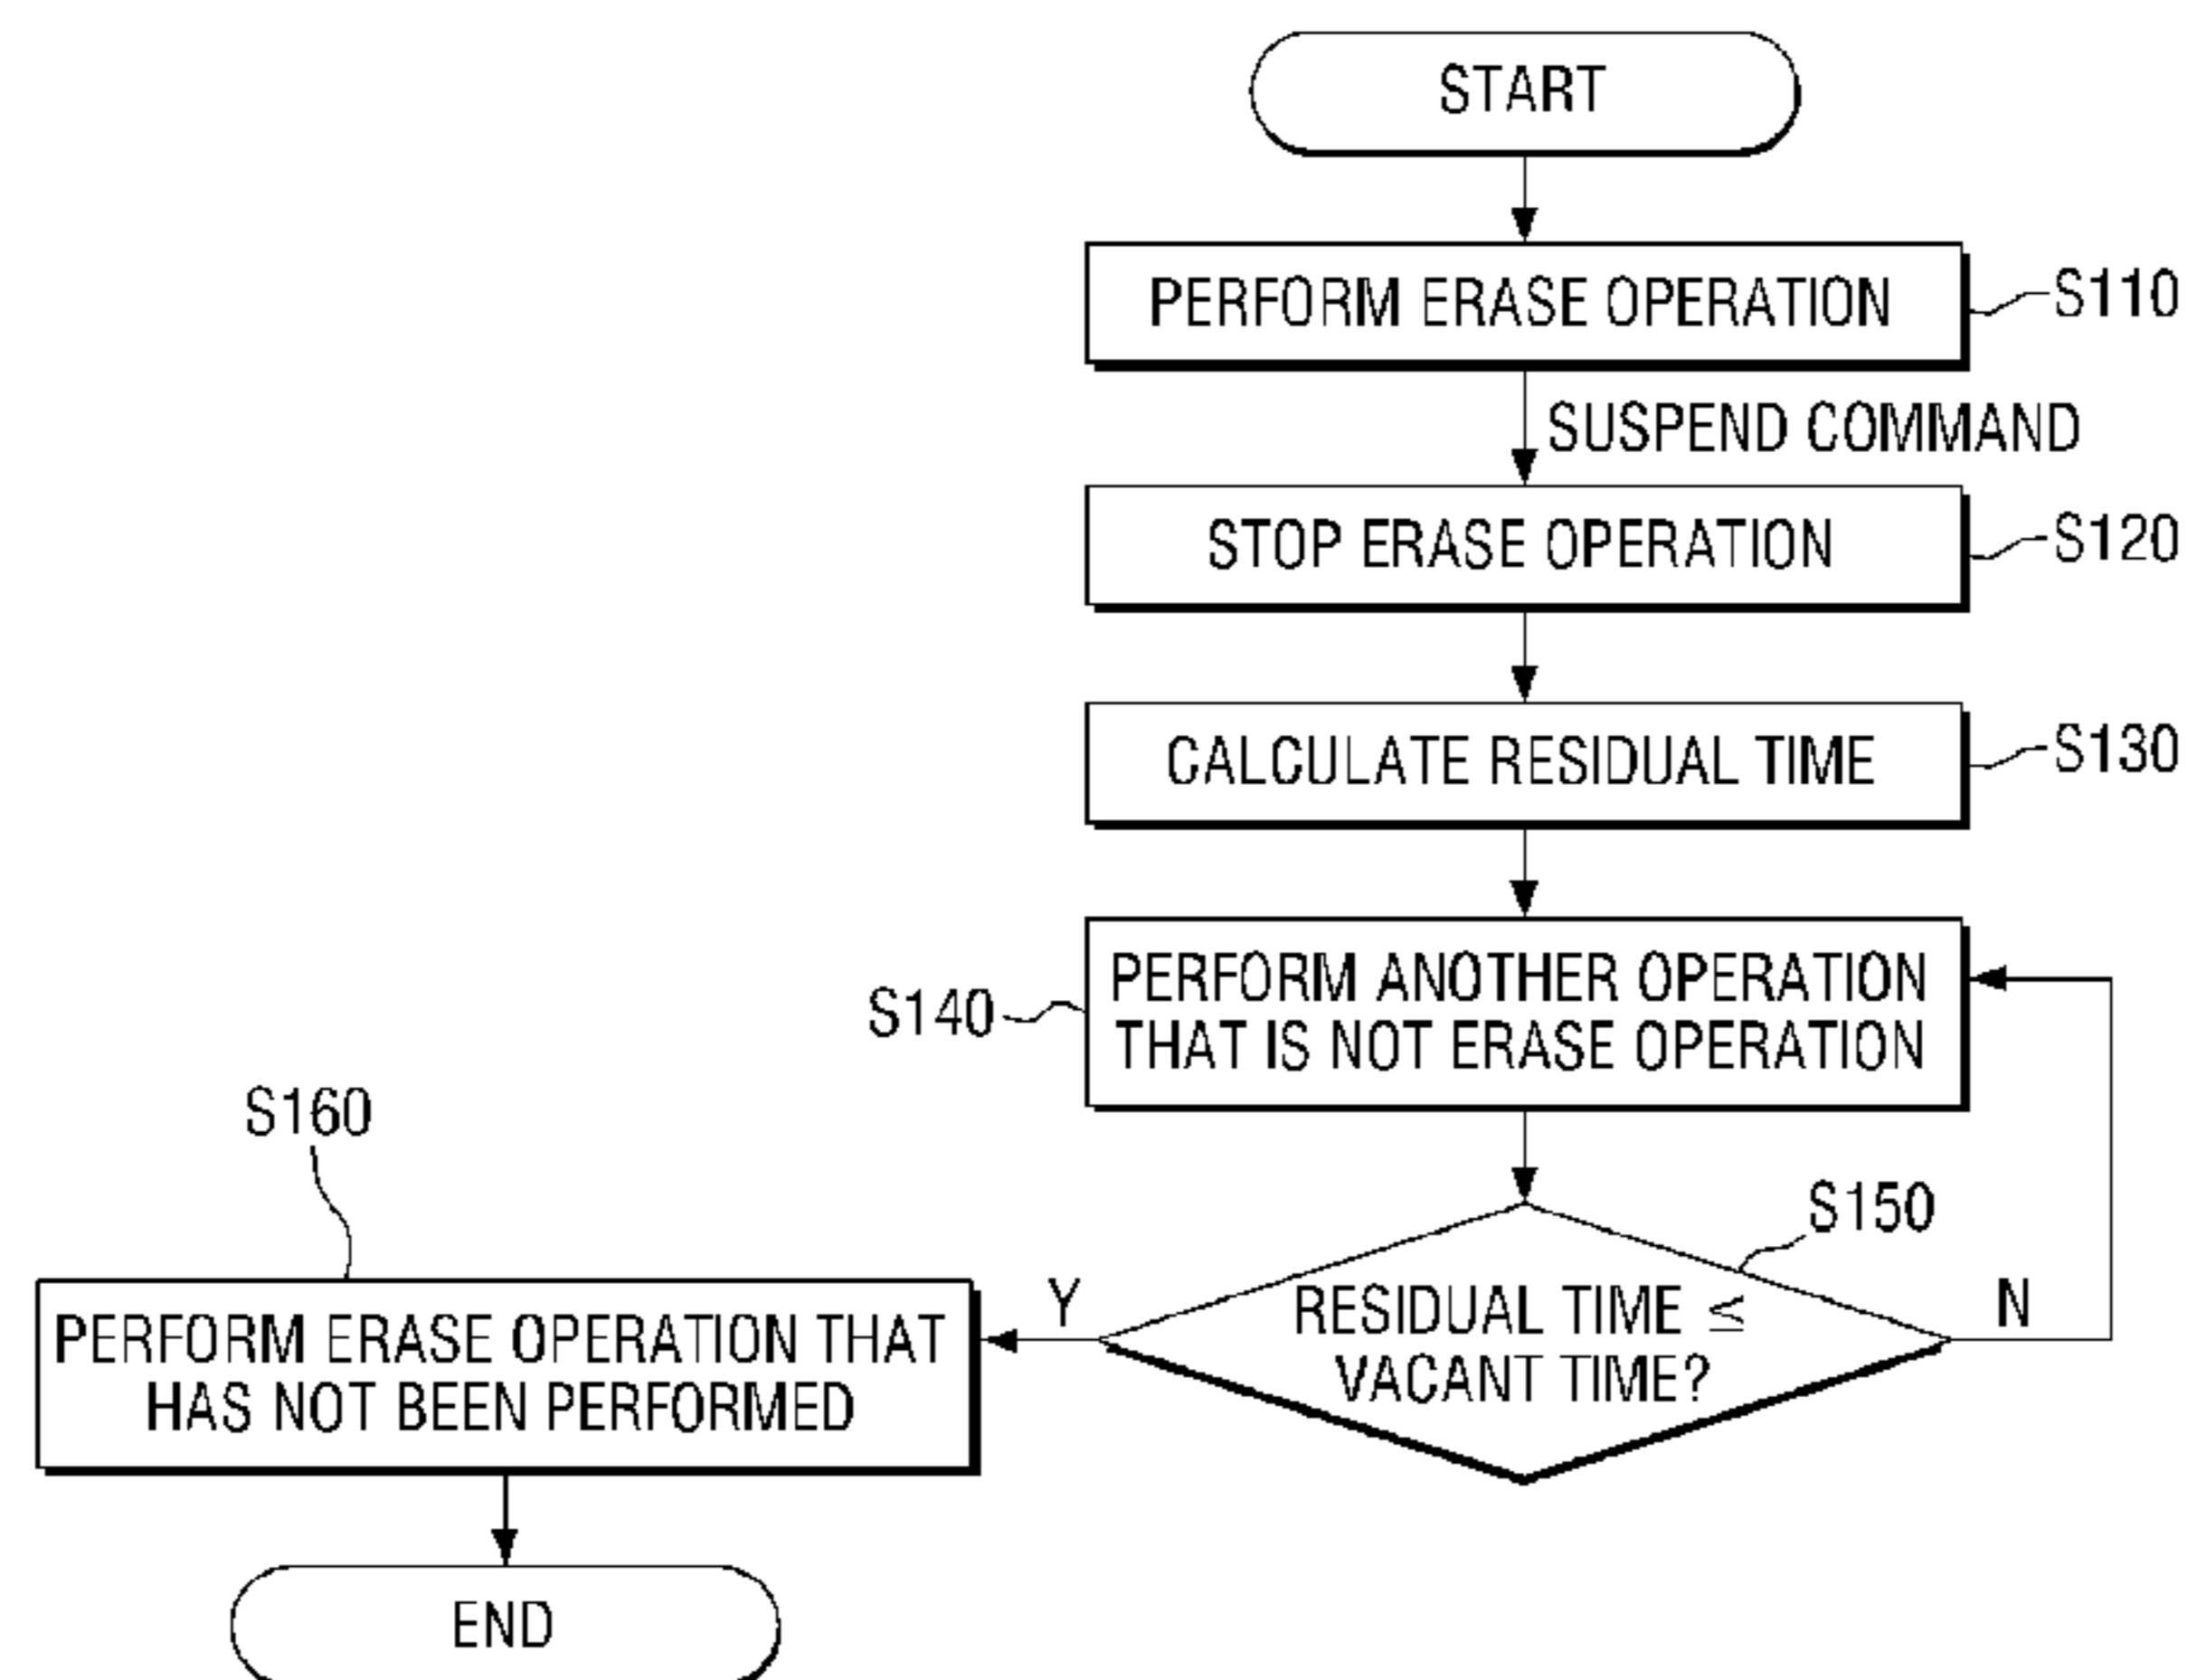 START
PERFORM ERASE OPERATION
S110
SUSPEND COMMAND
STOP ERASE OPERATION
S120
CALCULATE RESIDUAL TIME
S130
PERFORM ANOTHER OPERATION
THAT IS NOT ERASE OPERATION
S140
S150
RESIDUAL TIME ≤
VACANT TIME?
Y
N
S160
PERFORM ERASE OPERATION THAT
HAS NOT BEEN PERFORMED
END